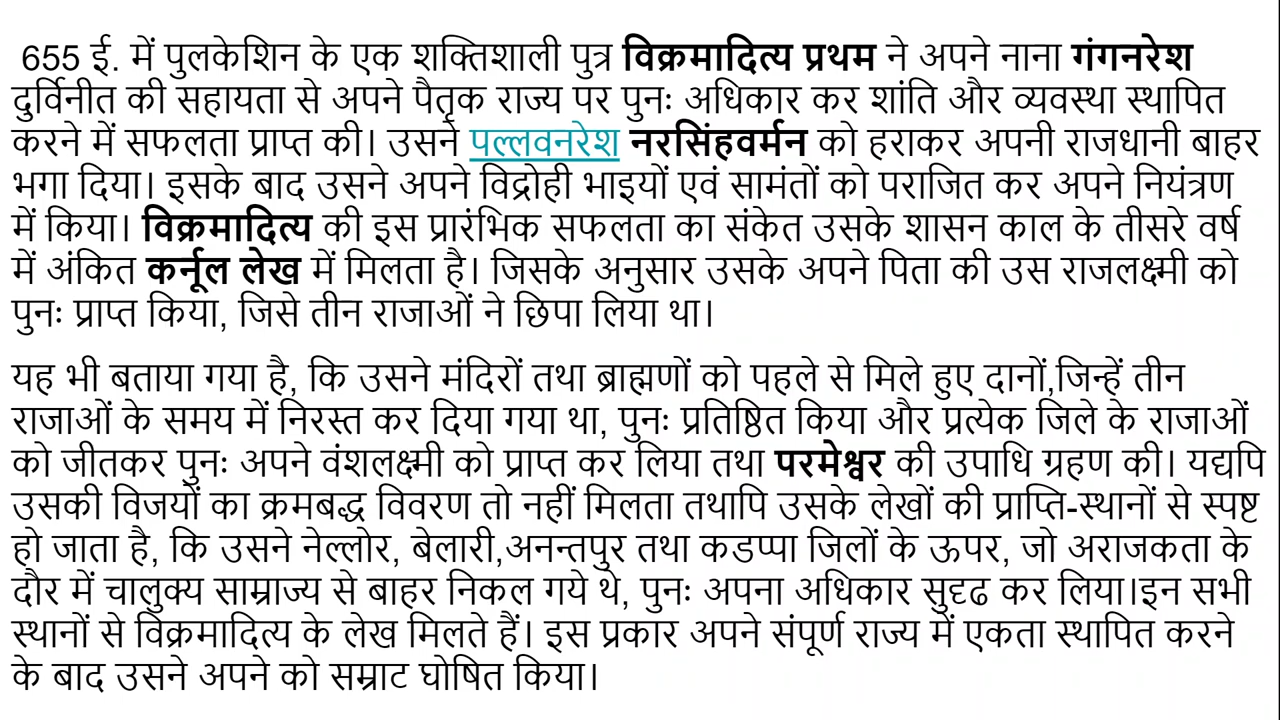 655 ई. में पुलकेशिन के एक शक्तिशाली पुत्र विक्रमादित्य प्रथम ने अपने नाना गंगनरेश
दुर्विनीत की सहायता से अपने पैतृक राज्य पर पुनः अधिकार कर शांति और व्यवस्था स्थापित
करने में सफलता प्राप्त की। उसने पल्लवनरेश नरसिंहवर्मन को हराकर अपनी राजधानी बाहर
भगा दिया। इसके बाद उसने अपने विद्रोही भाइयों एवं सामंतों को पराजित कर अपने नियंत्रण
में किया। विक्रमादित्य की इस प्रारंभिक सफलता का संकेत उसके शासन काल के तीसरे वर्ष
में अंकित कर्नूल लेख में मिलता है। जिसके अनुसार उसके अपने पिता की उस राजलक्ष्मी को
पुनः प्राप्त किया, जिसे तीन राजाओं ने छिपा लिया था।
यह भी बताया गया है, कि उसने मंदिरों तथा ब्राह्मणों को पहले से मिले हुए दानों,जिन्हें तीन
राजाओं के समय में निरस्त कर दिया गया था, पुनः प्रतिष्ठित किया और प्रत्येक जिले के राजाओं
को जीतकर पुनः अपने वंशलक्ष्मी को प्राप्त कर लिया तथा परमेश्वर की उपाधि ग्रहण की। यद्यपि
उसकी विजयों का क्रमबद्ध विवरण तो नहीं मिलता तथापि उसके लेखों की प्राप्ति-स्थानों से स्पष्ट
हो जाता है, कि उसने नेल्लोर, बेलारी,अनन्तपुर तथा कडप्पा जिलों के ऊपर, जो अराजकता के
दौर में चालुक्य साम्राज्य से बाहर निकल गये थे, पुनः अपना अधिकार सुदृढ कर लिया।इन सभी
स्थानों से विक्रमादित्य के लेख मिलते हैं। इस प्रकार अपने संपूर्ण राज्य में एकता स्थापित करने
के बाद उसने अपने को सम्राट घोषित किया।